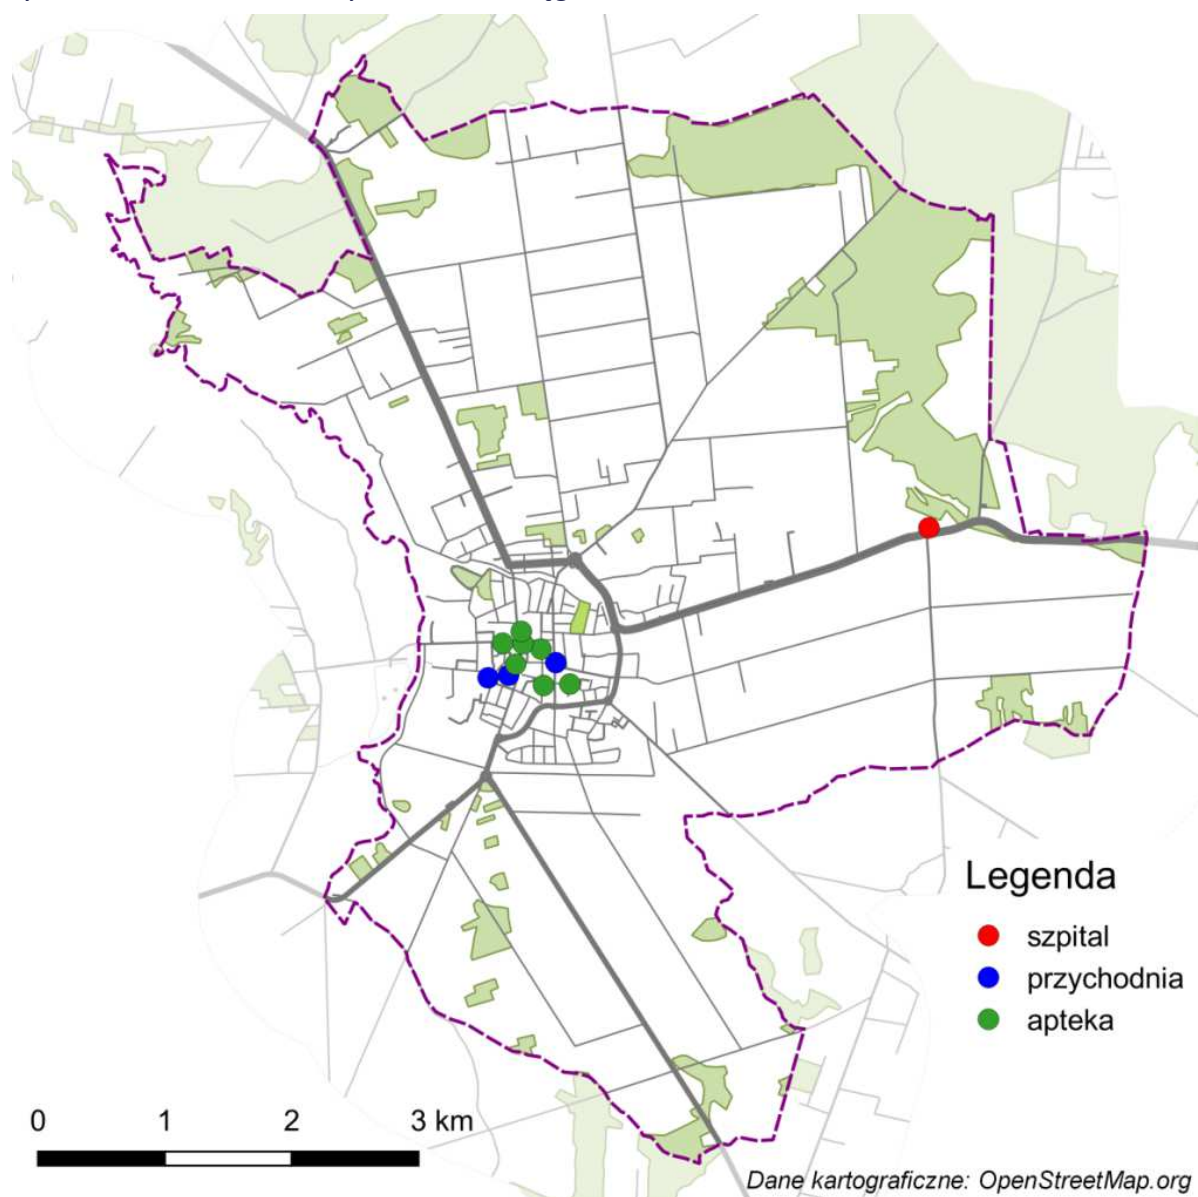 Legenda
szpital
przychodnia
apteka
0 1 2 3 km
Dane kartograficzne: OpenStreetMap.org